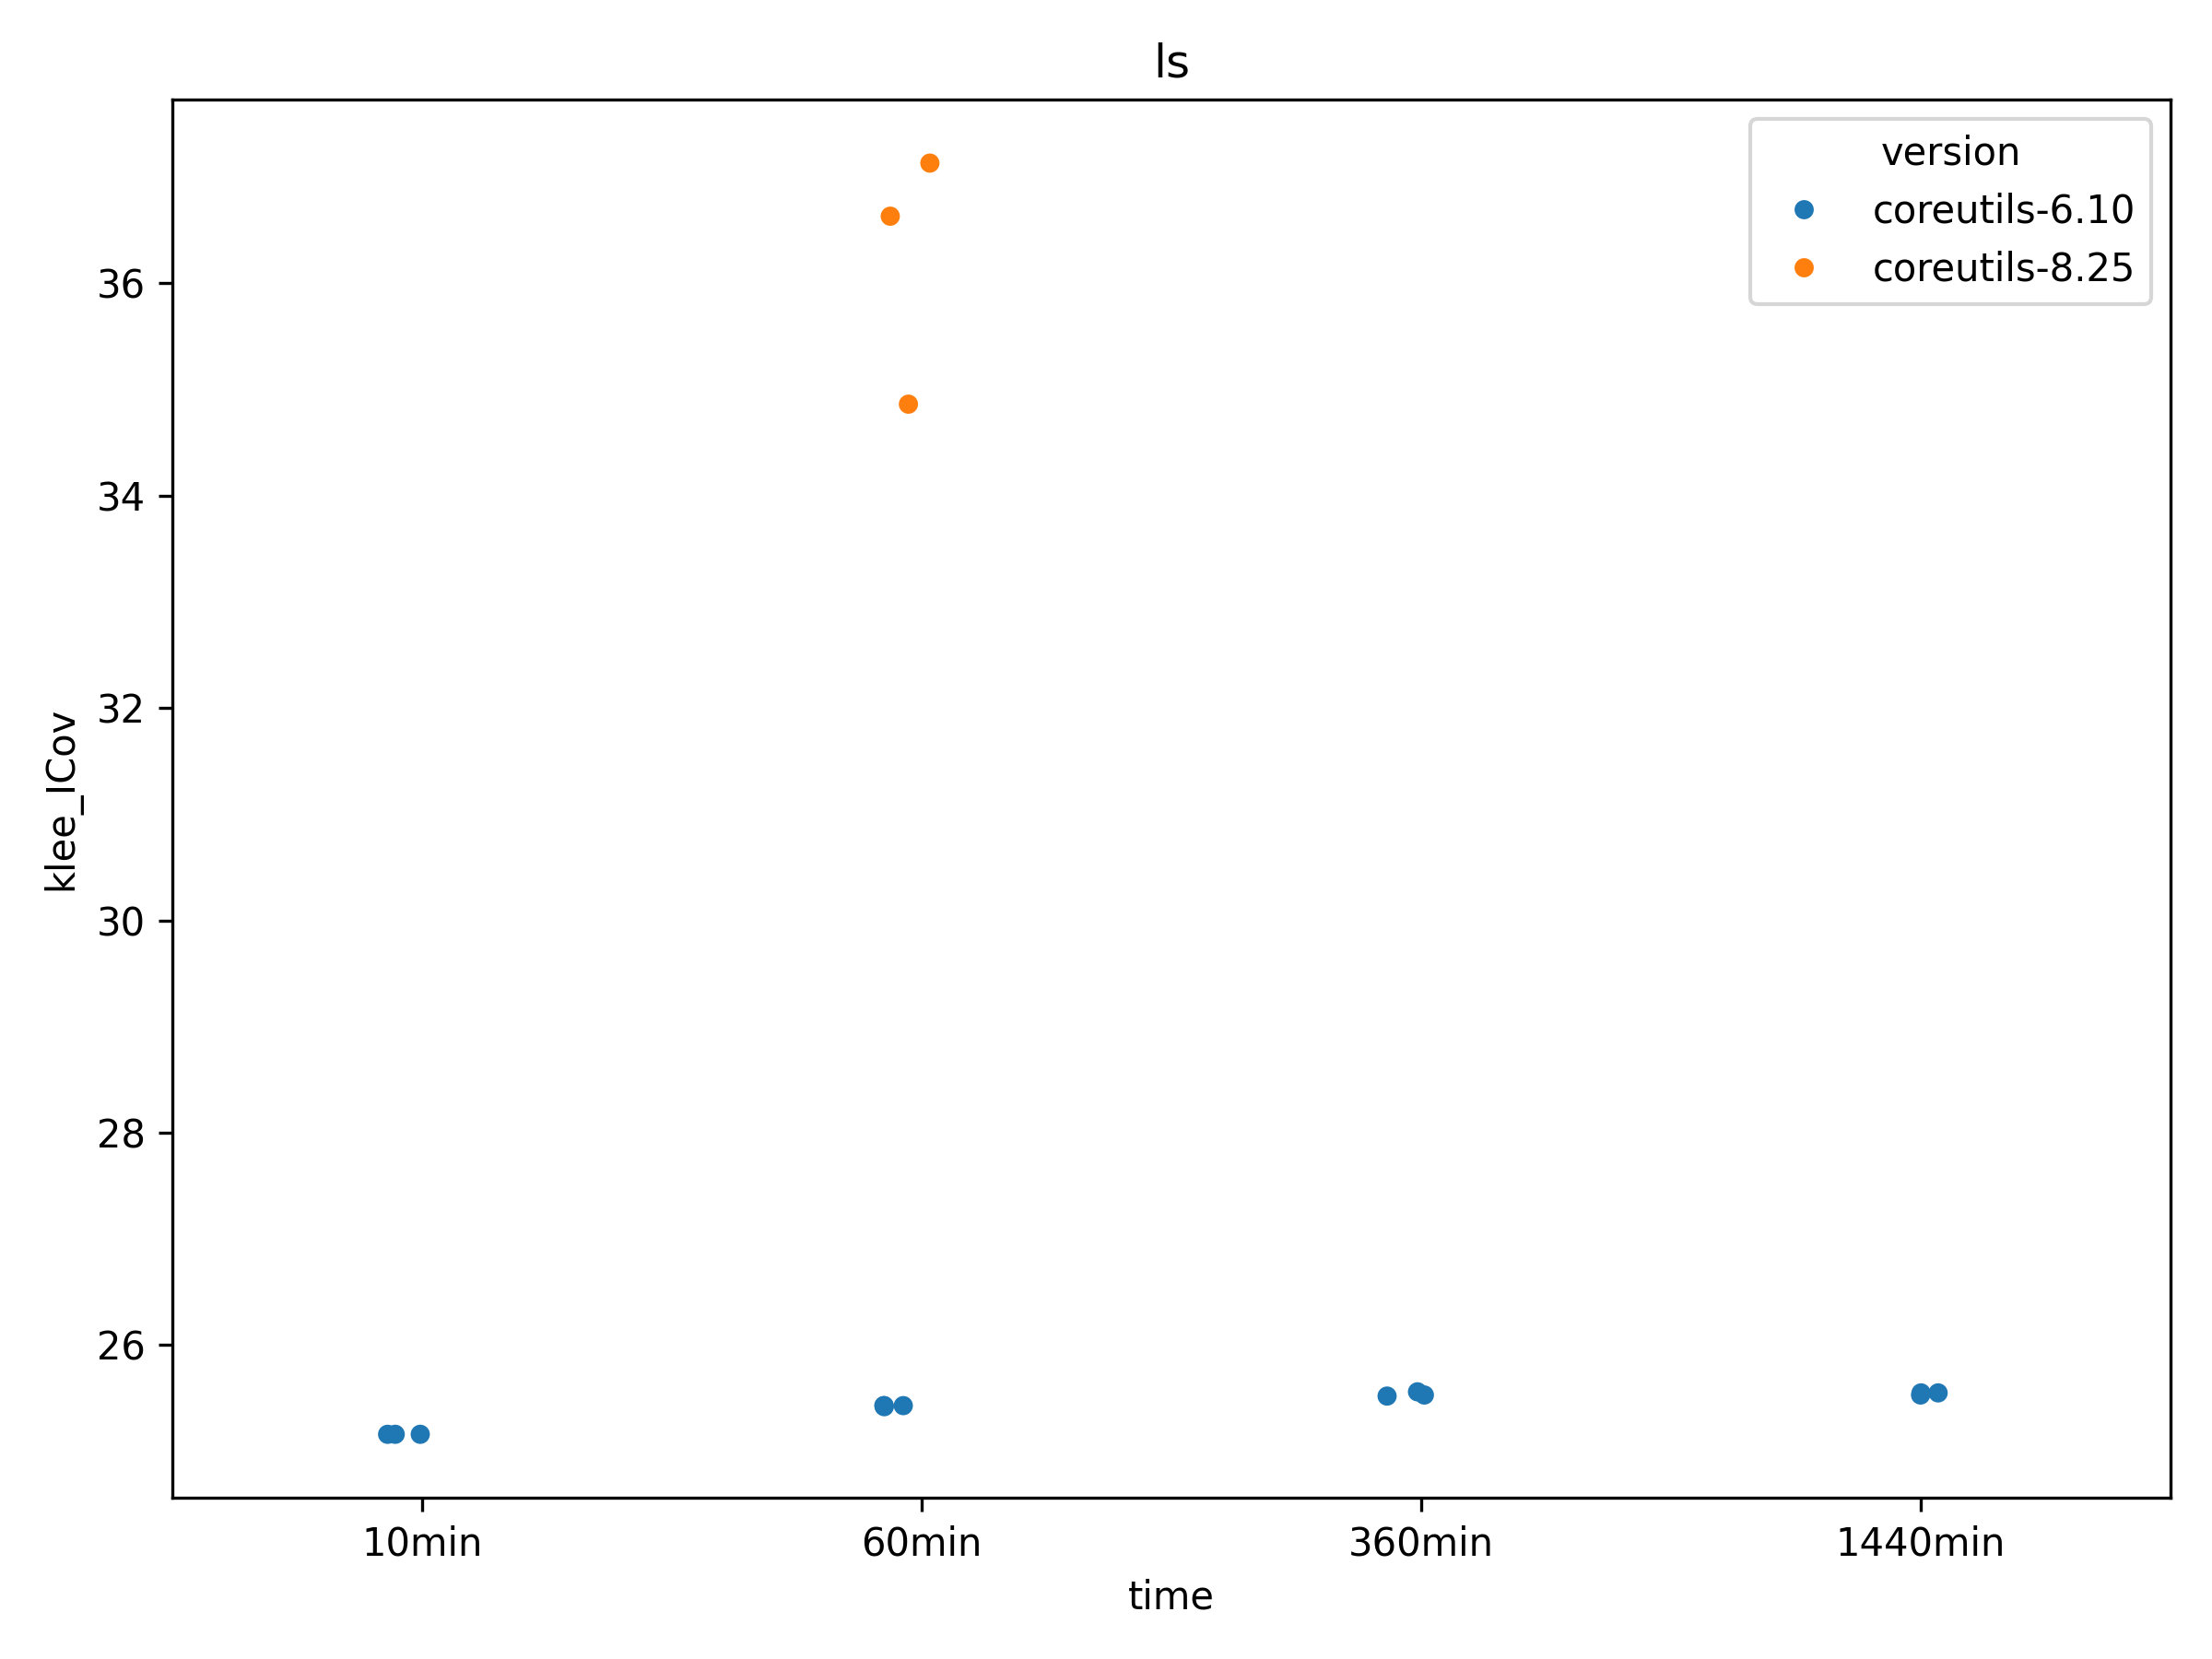 ls
version
coreutils-6.10
coreutils-8.25
36
34
32
30
28
26
klee_ICov
10min
60min
360min
1440min
time